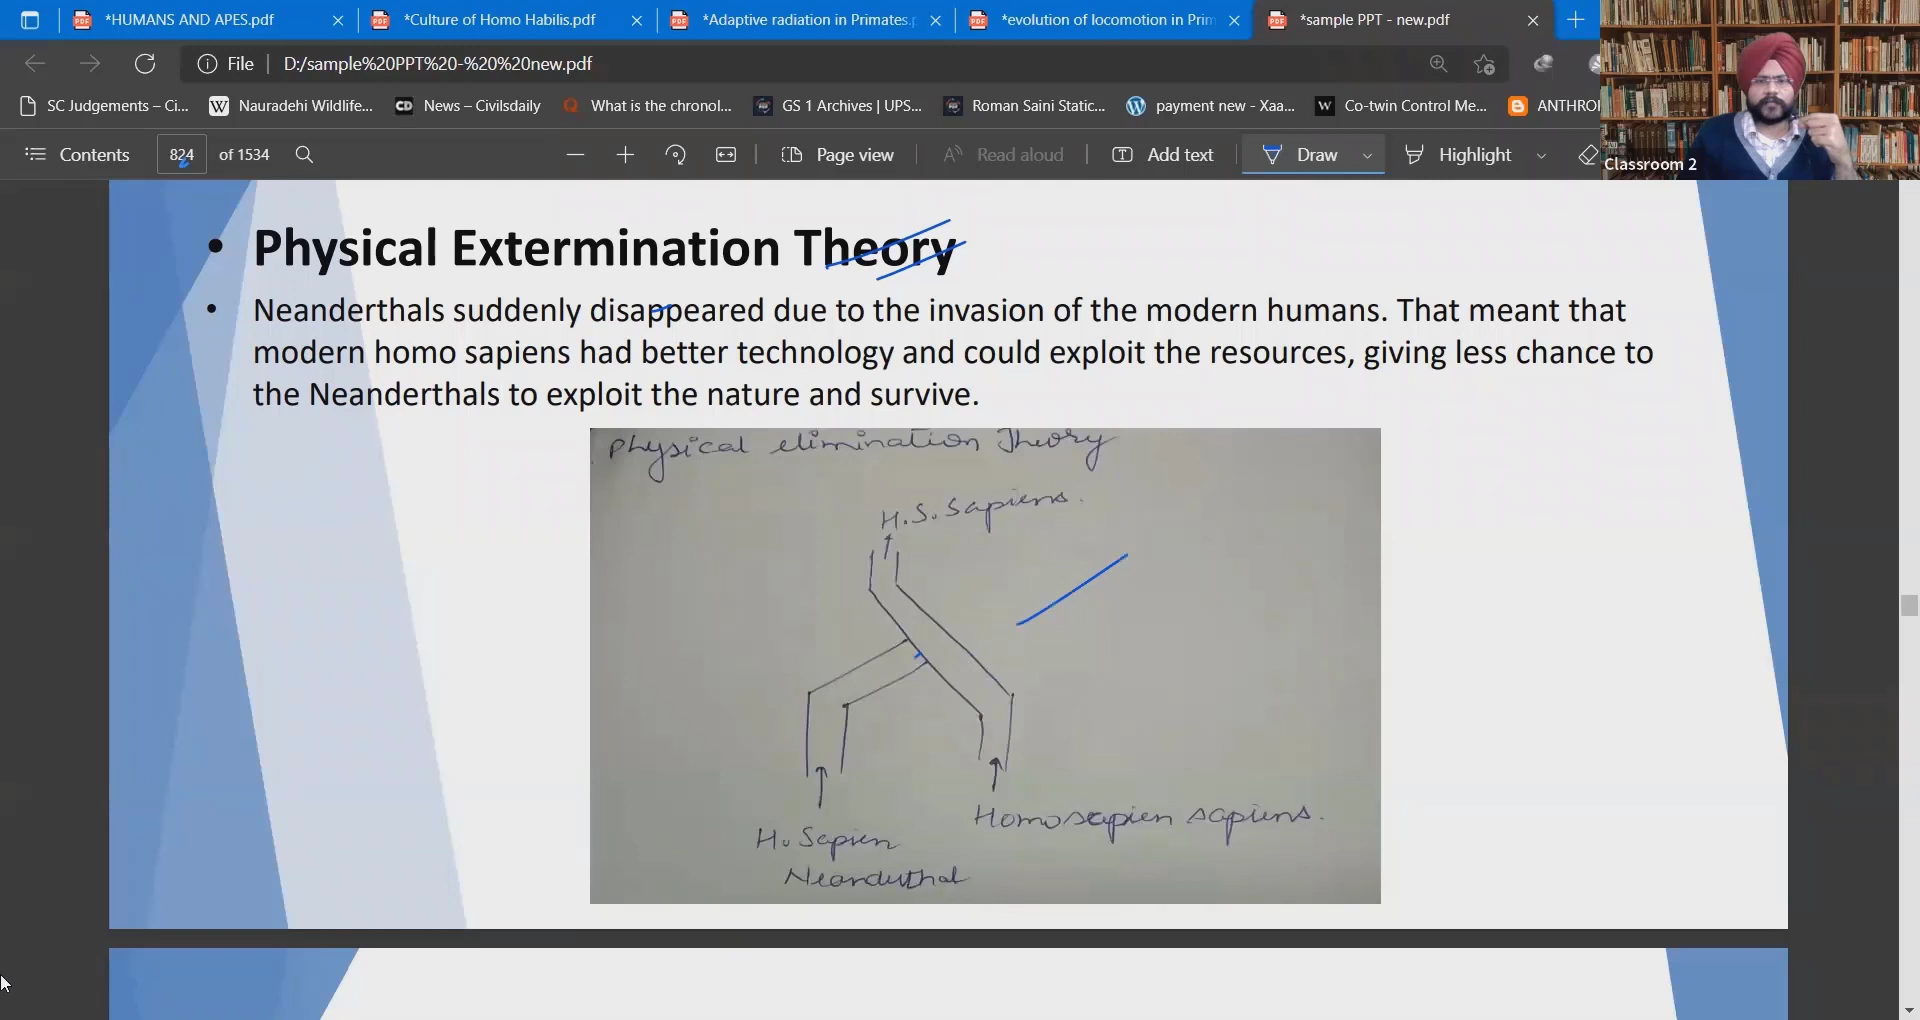 *HUMANS AND APES.pdf
*Culture of Homo Habilis.pdf
*Adaptive radiation in Primates.p
*evolution of locomotion in Prim
*sample PPT - new.pdf
File
D:/sample%20PPT%20-%20%20new.pdf
SC Judgements – Ci...
Nauradehi Wildlife...
CD
News – Civilsdaily
What is the chronol...
GS 1 Archives | UPS...
Roman Saini Static...
payment new - Xaa...
Co-twin Control Me...
ANTHRO
Contents
824
of 1534
Page view
Read aloud
Add text
Draw
Highlight
Classroom 2
• Physical Extermination Theory
• Neanderthals suddenly disappeared due to the invasion of the modern humans. That meant that
modern homo sapiens had better technology and could exploit the resources, giving less chance to
the Neanderthals to exploit the nature and survive.
Physical elimination Theory
H.S. Sapiens.
Homosapien sapiens.
H. Sapien
Neanderthal